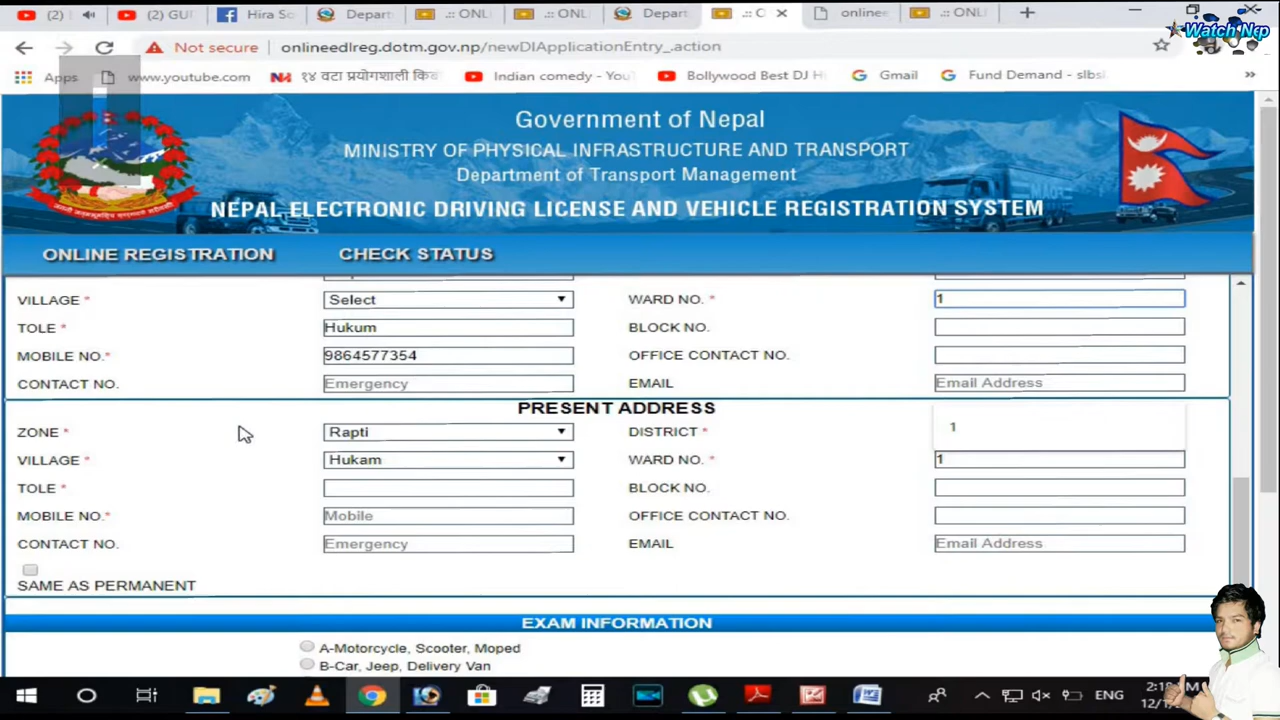 (2)
(2) GU
Hira So
Depart
.:: ONL
.:: ONL
Depart
.:: O
onlinee
.:: ONL
Watch Nep
Not secure
onlineedlreg.dotm.gov.np/newDlApplicationEntry_.action
Apps
www.youtube.com
१४ वटा प्रयोगशाली कि
Indian comedy - You
Bollywood Best DJ H
Gmail
Fund Demand - slbsl
»
Government of Nepal
MINISTRY OF PHYSICAL INFRASTRUCTURE AND TRANSPORT
Department of Transport Management
NEPAL ELECTRONIC DRIVING LICENSE AND VEHICLE REGISTRATION SYSTEM
ONLINE REGISTRATION CHECK STATUS
VILLAGE * Select WARD NO. * 1
TOLE * Hukum BLOCK NO.
MOBILE NO.* 9864577354 OFFICE CONTACT NO.
CONTACT NO. Emergency EMAIL Email Address
PRESENT ADDRESS
ZONE * Rapti DISTRICT * 1
VILLAGE * Hukam WARD NO. * 1
TOLE * BLOCK NO.
MOBILE NO.* Mobile OFFICE CONTACT NO.
CONTACT NO. Emergency EMAIL Email Address
SAME AS PERMANENT
EXAM INFORMATION
A-Motorcycle, Scooter, Moped
B-Car, Jeep, Delivery Van
ENG